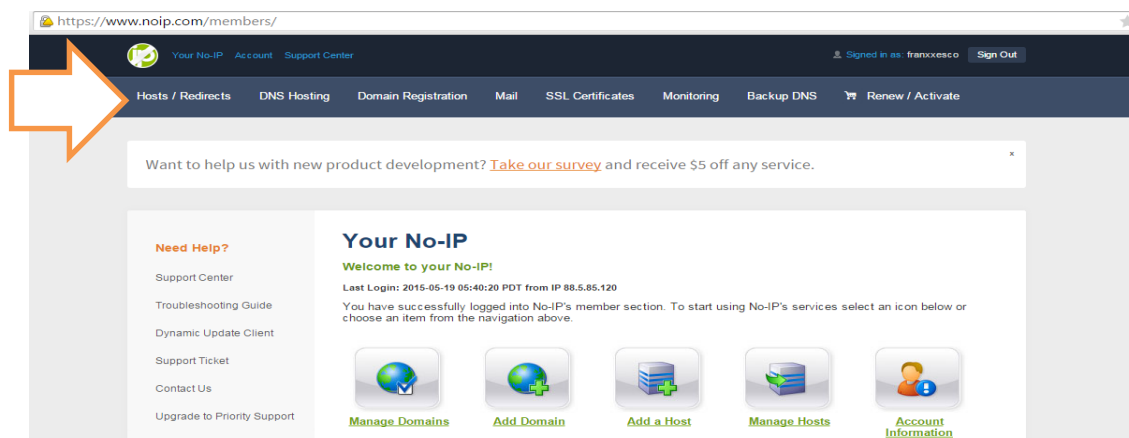 https://www.noip.com/members/
Your No-IP Account Support Center
Signed in as: franxxesco Sign Out
Hosts / Redirects DNS Hosting Domain Registration Mail SSL Certificates Monitoring Backup DNS Renew / Activate
Want to help us with new product development? Take our survey and receive $5 off any service.
x
Need Help?
Support Center
Troubleshooting Guide
Dynamic Update Client
Support Ticket
Contact Us
Upgrade to Priority Support
Your No-IP
Welcome to your No-IP!
Last Login: 2015-05-19 05:40:20 PDT from IP 88.5.85.120
You have successfully logged into No-IP's member section. To start using No-IP's services select an icon below or
choose an item from the navigation above.
Manage Domains Add Domain Add a Host Manage Hosts Account
Information